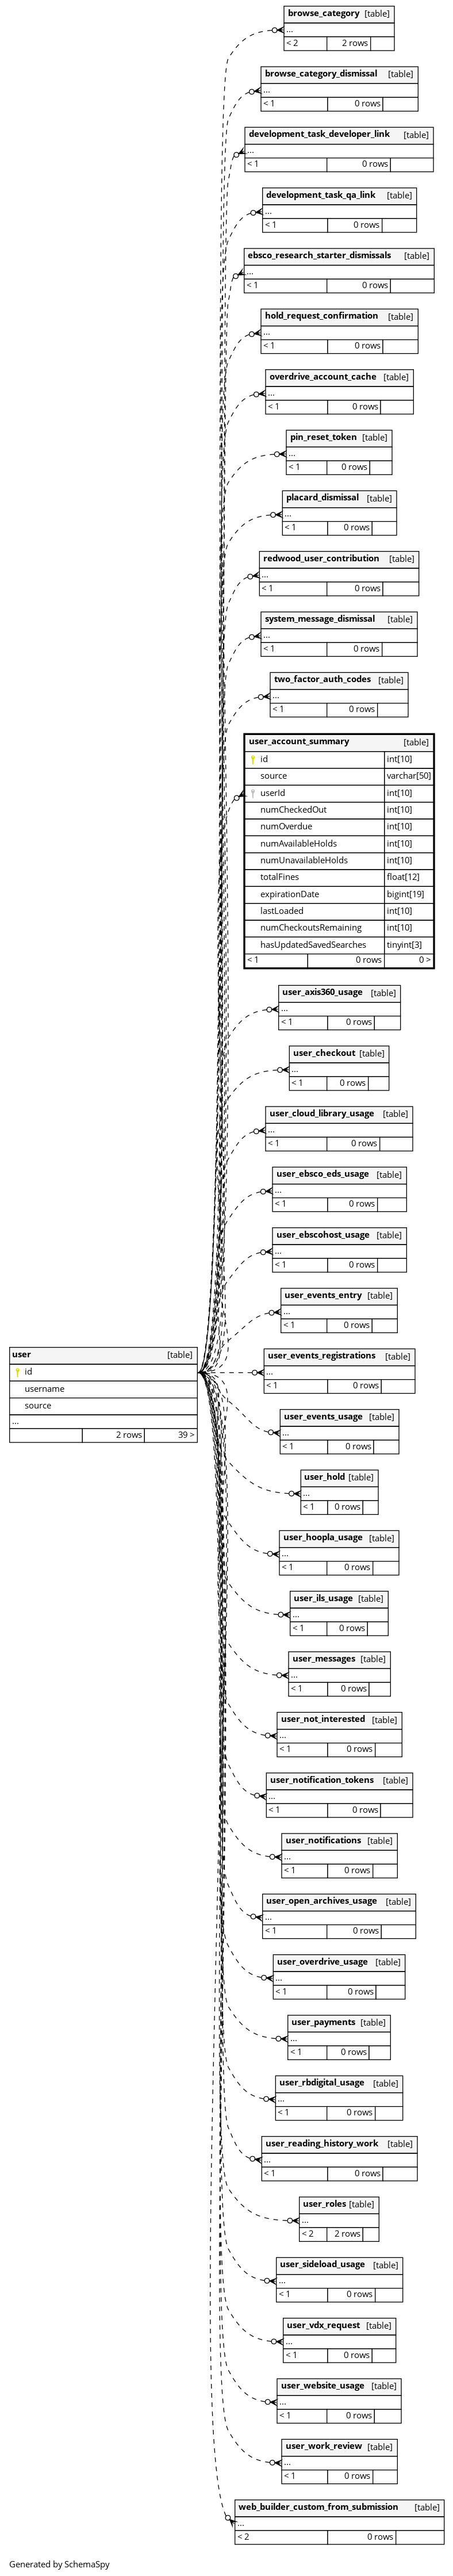 browse_category [table]
...
< 2 2 rows
browse_category_dismissal [table]
...
< 1 0 rows
development_task_developer_link [table]
...
< 1 0 rows
development_task_qa_link [table]
...
< 1 0 rows
ebsco_research_starter_dismissals [table]
...
< 1 0 rows
hold_request_confirmation [table]
...
< 1 0 rows
overdrive_account_cache [table]
...
< 1 0 rows
pin_reset_token [table]
...
< 1 0 rows
placard_dismissal [table]
...
< 1 0 rows
redwood_user_contribution [table]
...
< 1 0 rows
system_message_dismissal [table]
...
< 1 0 rows
two_factor_auth_codes [table]
...
< 1 0 rows
user_account_summary [table]
id int[10]
source varchar[50]
userId int[10]
numCheckedOut int[10]
numOverdue int[10]
numAvailableHolds int[10]
numUnavailableHolds int[10]
totalFines float[12]
expirationDate bigint[19]
lastLoaded int[10]
numCheckoutsRemaining int[10]
hasUpdatedSavedSearches tinyint[3]
< 1 0 rows 0 >
user_axis360_usage [table]
...
< 1 0 rows
user_checkout [table]
...
< 1 0 rows
user_cloud_library_usage [table]
...
< 1 0 rows
user_ebsco_eds_usage [table]
...
< 1 0 rows
user_ebscohost_usage [table]
...
< 1 0 rows
user_events_entry [table]
...
< 1 0 rows
user [table]
id
username
source
...
2 rows 39 >
user_events_registrations [table]
...
< 1 0 rows
user_events_usage [table]
...
< 1 0 rows
user_hold [table]
...
< 1 0 rows
user_hoopla_usage [table]
...
< 1 0 rows
user_ils_usage [table]
...
< 1 0 rows
user_messages [table]
...
< 1 0 rows
user_not_interested [table]
...
< 1 0 rows
user_notification_tokens [table]
...
< 1 0 rows
user_notifications [table]
...
< 1 0 rows
user_open_archives_usage [table]
...
< 1 0 rows
user_overdrive_usage [table]
...
< 1 0 rows
user_payments [table]
...
< 1 0 rows
user_rbdigital_usage [table]
...
< 1 0 rows
user_reading_history_work [table]
...
< 1 0 rows
user_roles [table]
...
< 2 2 rows
user_sideload_usage [table]
...
< 1 0 rows
user_vdx_request [table]
...
< 1 0 rows
user_website_usage [table]
...
< 1 0 rows
user_work_review [table]
...
< 1 0 rows
web_builder_custom_from_submission [table]
...
< 2 0 rows
Generated by SchemaSpy